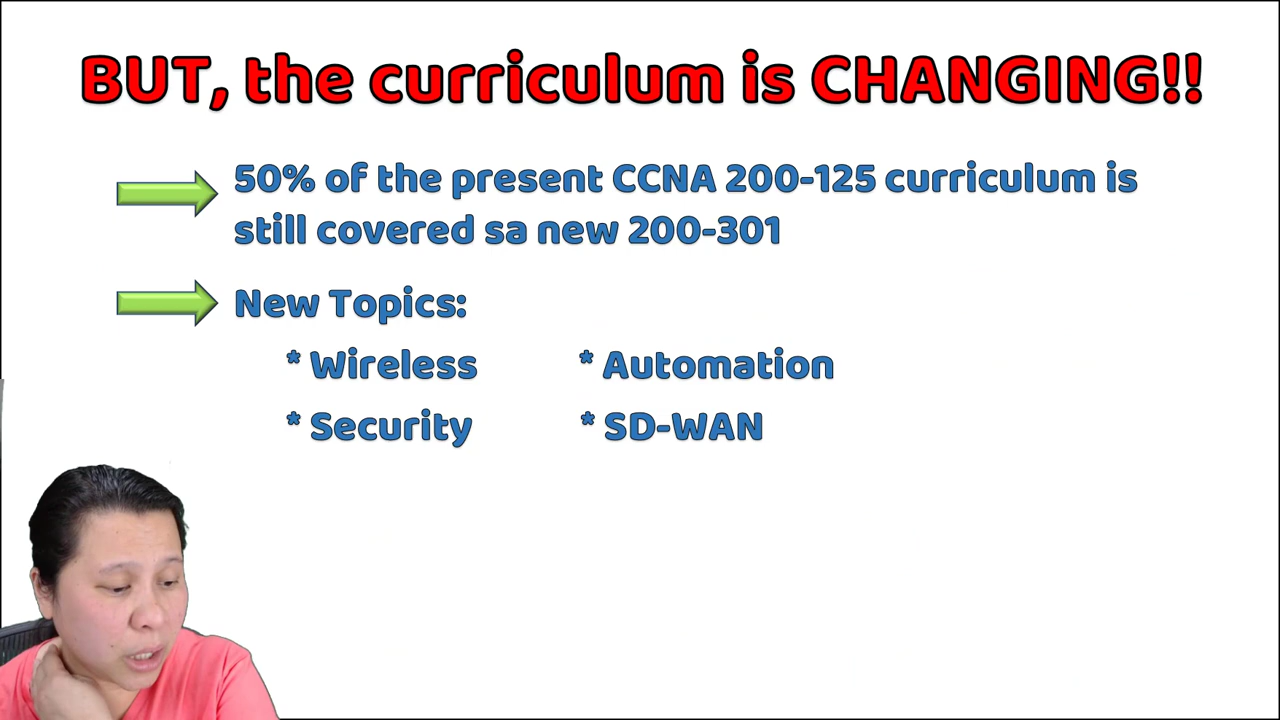 BUT, the curriculum is CHANGING!!
50% of the present CCNA 200-125 curriculum is
still covered sa new 200-301
New Topics:
* Wireless * Automation
* Security * SD-WAN